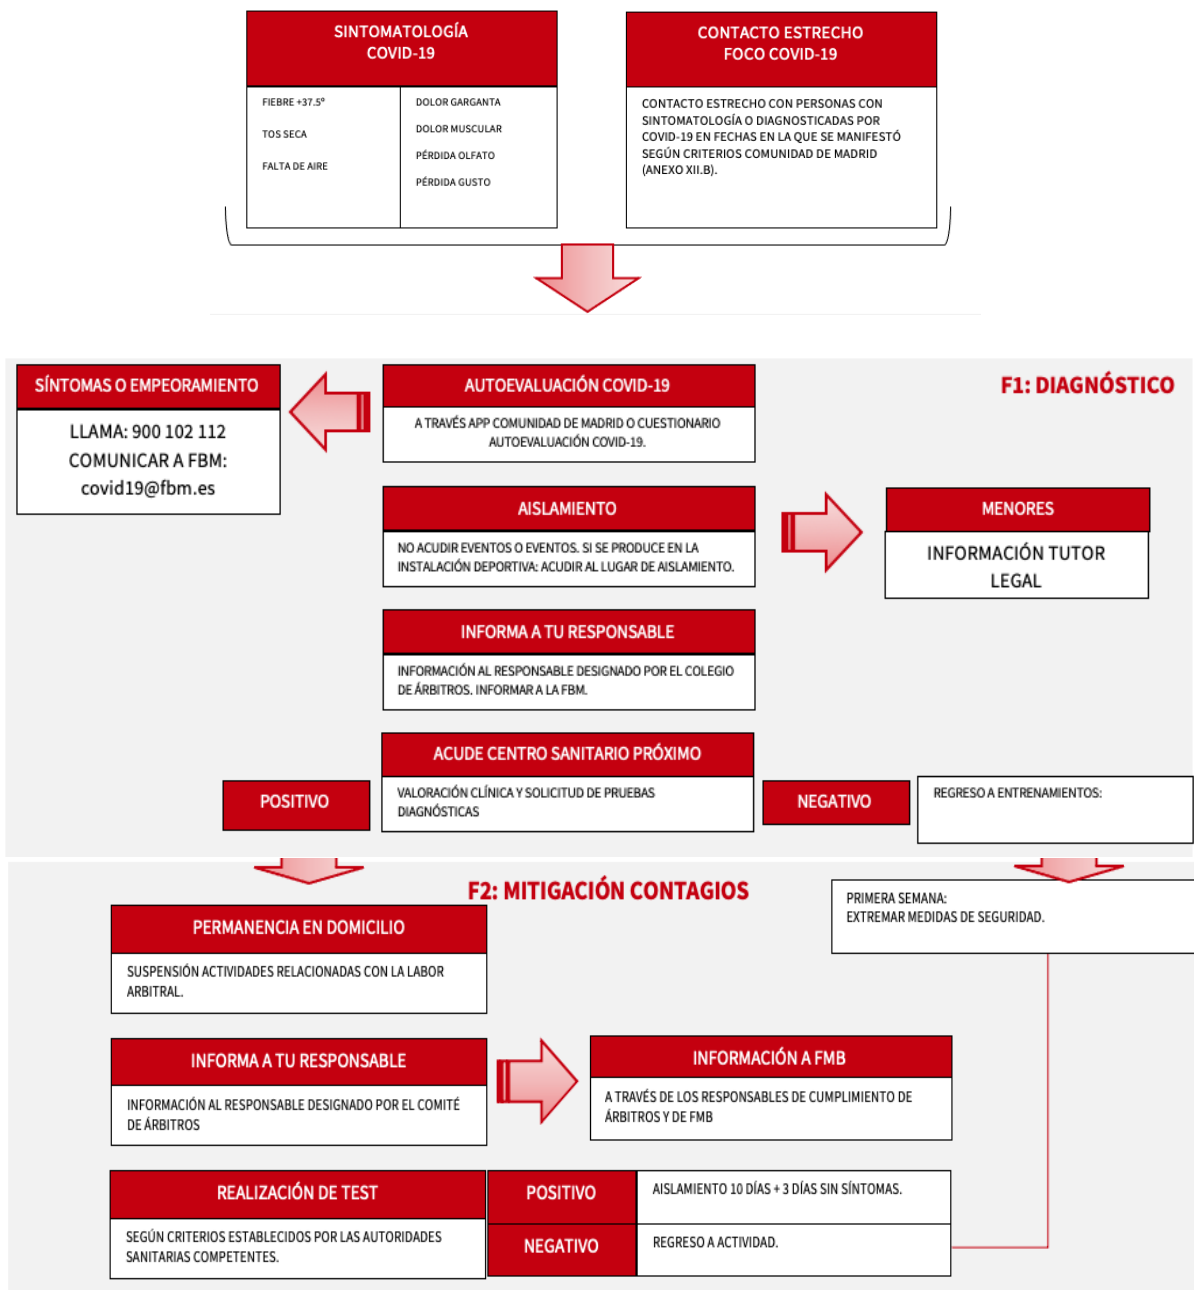 SINTOMATOLOGÍA
COVID-19
FIEBRE +37.5º
TOS SECA
FALTA DE AIRE
DOLOR GARGANTA
DOLOR MUSCULAR
PÉRDIDA OLFATO
PÉRDIDA GUSTO
CONTACTO ESTRECHO
FOCO COVID-19
CONTACTO ESTRECHO CON PERSONAS CON
SINTOMATOLOGÍA O DIAGNOSTICADAS POR
COVID-19 EN FECHAS EN LA QUE SE MANIFESTÓ
SEGÚN CRITERIOS COMUNIDAD DE MADRID
(ANEXO XII.B).
F1: DIAGNÓSTICO
SÍNTOMAS O EMPEORAMIENTO
LLAMA: 900 102 112
COMUNICAR A FBM:
covid19@fbm.es
AUTOEVALUACIÓN COVID-19
A TRAVÉS APP COMUNIDAD DE MADRID O CUESTIONARIO
AUTOEVALUACIÓN COVID-19.
AISLAMIENTO
NO ACUDIR EVENTOS O EVENTOS. SI SE PRODUCE EN LA
INSTALACIÓN DEPORTIVA: ACUDIR AL LUGAR DE AISLAMIENTO.
MENORES
INFORMACIÓN TUTOR
LEGAL
INFORMA A TU RESPONSABLE
INFORMACIÓN AL RESPONSABLE DESIGNADO POR EL COLEGIO
DE ÁRBITROS. INFORMAR A LA FBM.
ACUDE CENTRO SANITARIO PRÓXIMO
VALORACIÓN CLÍNICA Y SOLICITUD DE PRUEBAS
DIAGNÓSTICAS
POSITIVO
NEGATIVO
REGRESO A ENTRENAMIENTOS:
F2: MITIGACIÓN CONTAGIOS
PRIMERA SEMANA:
EXTREMAR MEDIDAS DE SEGURIDAD.
PERMANENCIA EN DOMICILIO
SUSPENSIÓN ACTIVIDADES RELACIONADAS CON LA LABOR
ARBITRAL.
INFORMA A TU RESPONSABLE
INFORMACIÓN AL RESPONSABLE DESIGNADO POR EL COMITÉ
DE ÁRBITROS
INFORMACIÓN A FMB
A TRAVÉS DE LOS RESPONSABLES DE CUMPLIMIENTO DE
ÁRBITROS Y DE FMB
REALIZACIÓN DE TEST
SEGÚN CRITERIOS ESTABLECIDOS POR LAS AUTORIDADES
SANITARIAS COMPETENTES.
POSITIVO
AISLAMIENTO 10 DÍAS + 3 DÍAS SIN SÍNTOMAS.
NEGATIVO
REGRESO A ACTIVIDAD.